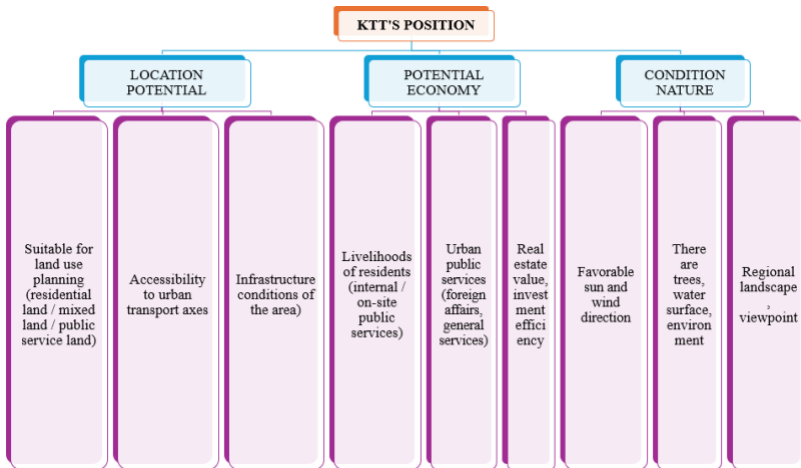 KTT'S POSITION
LOCATION
POTENTIAL
POTENTIAL
ECONOMY
CONDITION
NATURE
Suitable for
land use
planning
(residential
land / mixed
land / public
service land)
Accessibility
to urban
transport axes
Infrastructure
conditions of
the area)
Livelihoods
of residents
(internal /
on-site
public
services)
Urban
public
services
(foreign
affairs,
general
services)
Real
estate
value,
invest
ment
effici
ency
Favorable
sun and
wind
direction
There
are
trees,
water
surface,
environ
ment
Regional
landscape
,
viewpoint